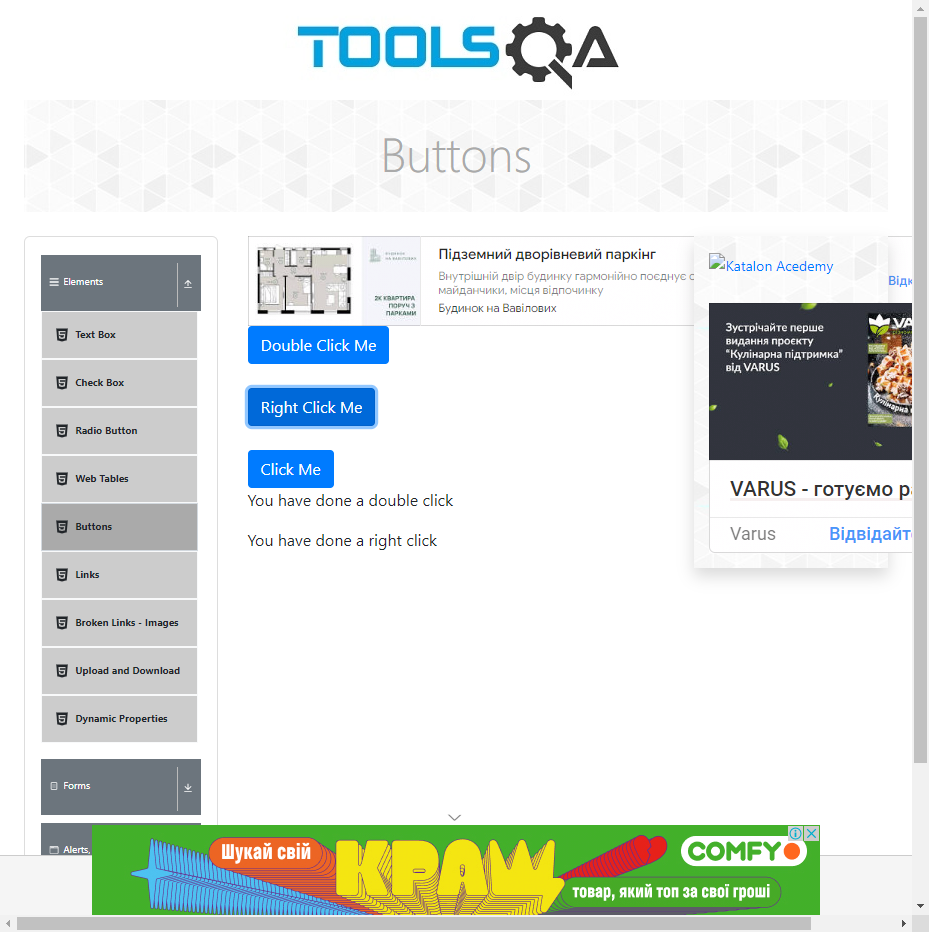 TOOLSQA
Buttons
Elements
Text Box
Check Box
Radio Button
Web Tables
Buttons
Links
Broken Links - Images
Upload and Download
Dynamic Properties
Forms
Alerts,
БУДИНОК
НА ВАВІЛОВИХ
2К КВАРТИРА
ПОРУЧ З
ПАРКАМИ
Підземний дворівневий паркінг
Внутрішній двір будинку гармонійно поєднує с
майданчики, місця відпочинку
Будинок на Вавілових
Відк
Double Click Me
Right Click Me
Click Me
You have done a double click
You have done a right click
Katalon Acedemy
Зустрічайте перше
видання проєкту
"Кулінарна підтримка"
від VARUS
VARUS - готуємо ра
Varus
Відвідайте
Шукай свій
КРАШ
COMFY
товар, який топ за свої гроші